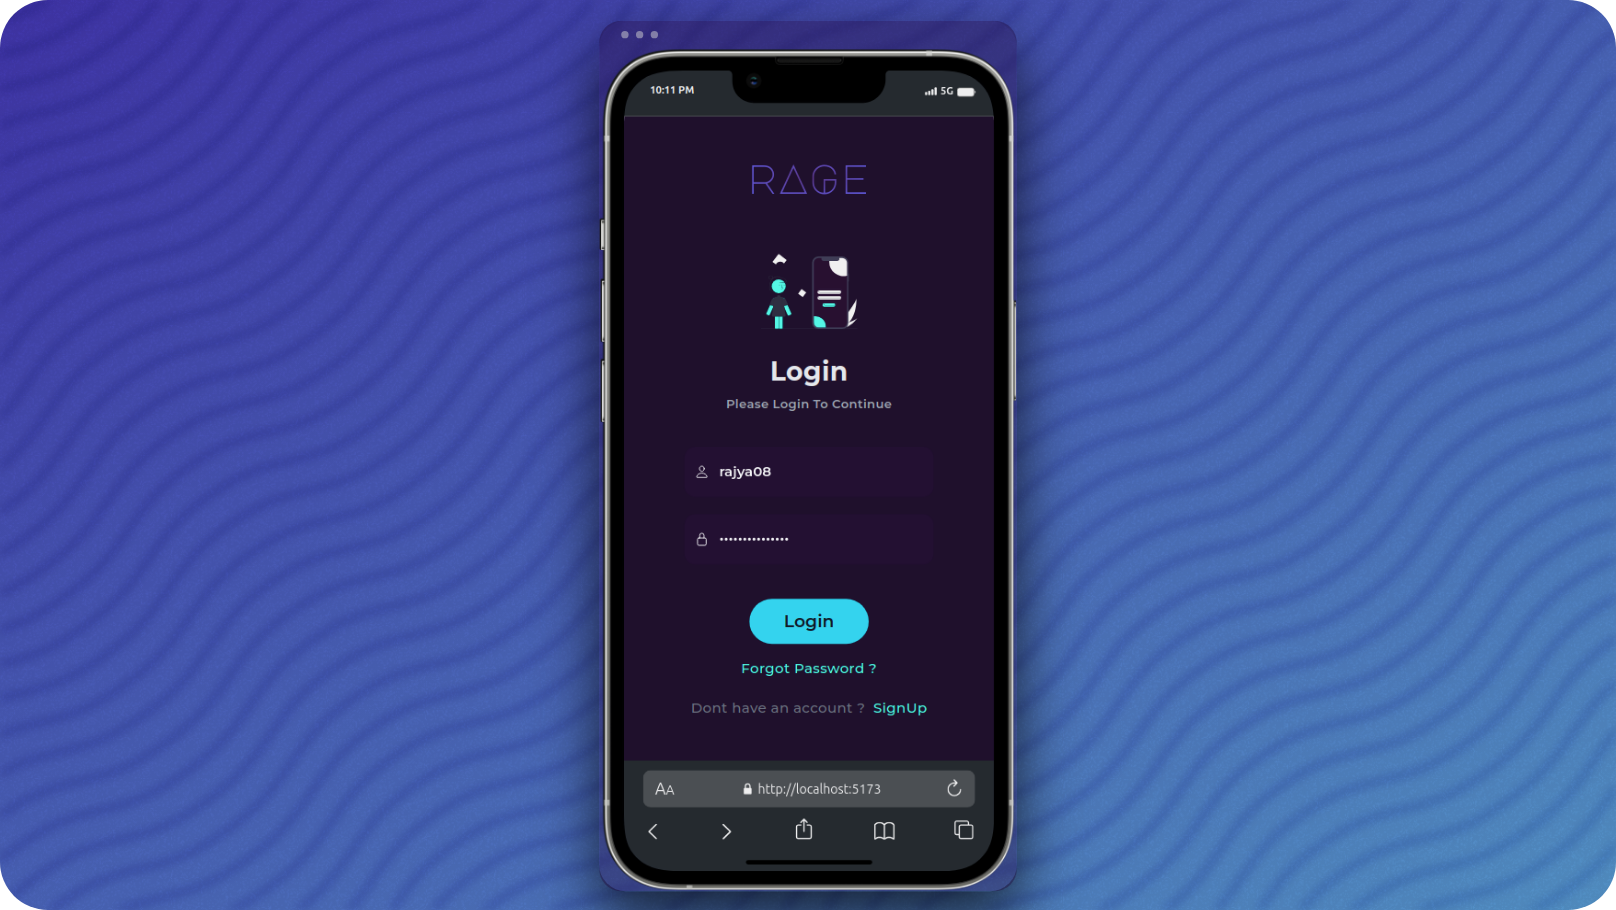 10:11 PM
5G
RAGE
Login
Please Login To Continue
rajya08
•••••••••••••••
Login
Forgot Password ?
Dont have an account ? SignUp
AA
http://localhost:5173